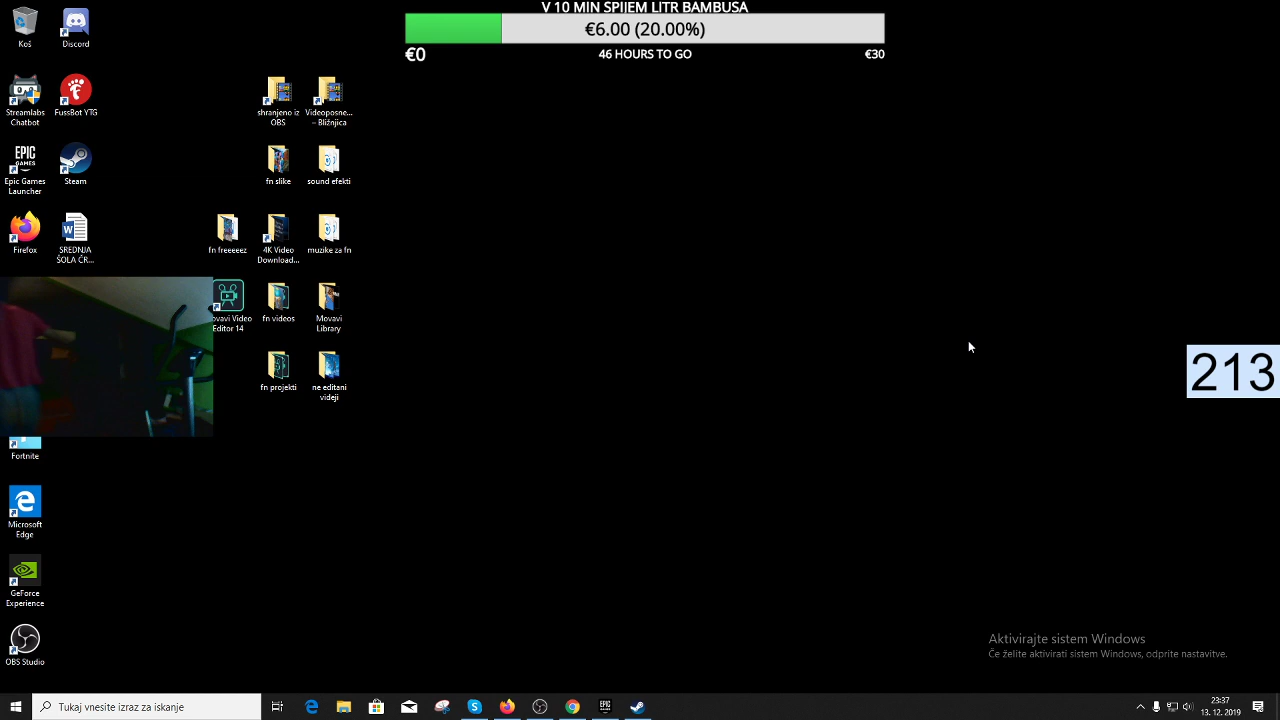 V 10 MIN SPIJEM LITR BAMBUSA
€6.00 (20.00%)
€0
46 HOURS TO GO
€30
Koš
Discord
Streamlabs
Chatbot
FussBot YTG
shranjeno iz
OBS
Videoposne...
– Bližnjica
EPIC
GAMES
Epic Games
Launcher
Steam
fn slike
sound efekti
Firefox
SREDNJA
ŠOLA ČR...
fn freeeeez
4K Video
Download...
muzike za fn
ovavi Video
Editor 14
fn videos
Movavi
Library
fn projekti
ne editani
videji
213
Fortnite
Microsoft
Edge
GeForce
Experience
OBS Studio
Aktivirajte sistem Windows
Če želite aktivirati sistem Windows, odprite nastavitve.
Tukaj vnesite izraz za iskanje
EPIC
23:37
13. 12. 2019